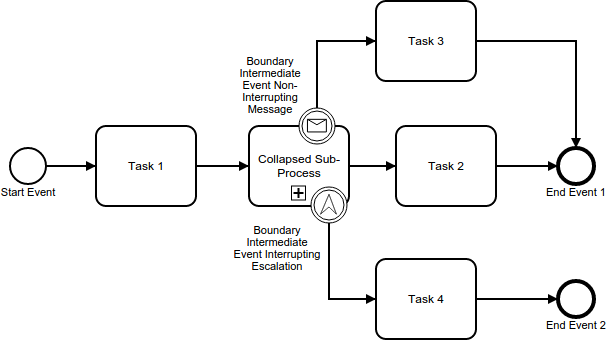 Task 3
Boundary
Intermediate
Event Non-
Interrupting
Message
Start Event
Task 1
Collapsed Sub-
Process
Task 2
End Event 1
Boundary
Intermediate
Event Interrupting
Escalation
Task 4
End Event 2